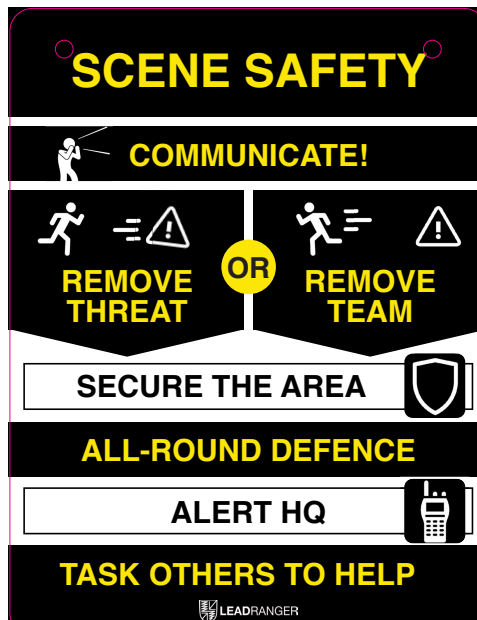 SCENE SAFETY
COMMUNICATE!
REMOVE
THREAT
OR
REMOVE
TEAM
SECURE THE AREA
ALL-ROUND DEFENCE
ALERT HQ
TASK OTHERS TO HELP
LEADRANGER